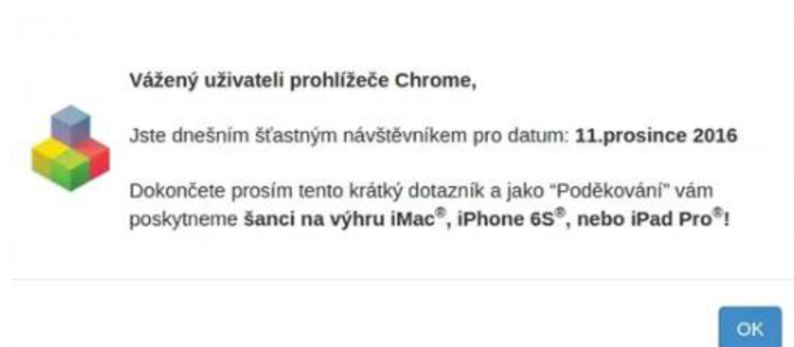 Vážený uživateli prohlížeče Chrome,
Jste dnešním šťastným návštěvníkem pro datum: 11.prosince 2016
Dokončete prosím tento krátký dotazník a jako “Poděkování” vám
poskytneme šanci na výhru iMac®, iPhone 6S®, nebo iPad Pro®!
OK